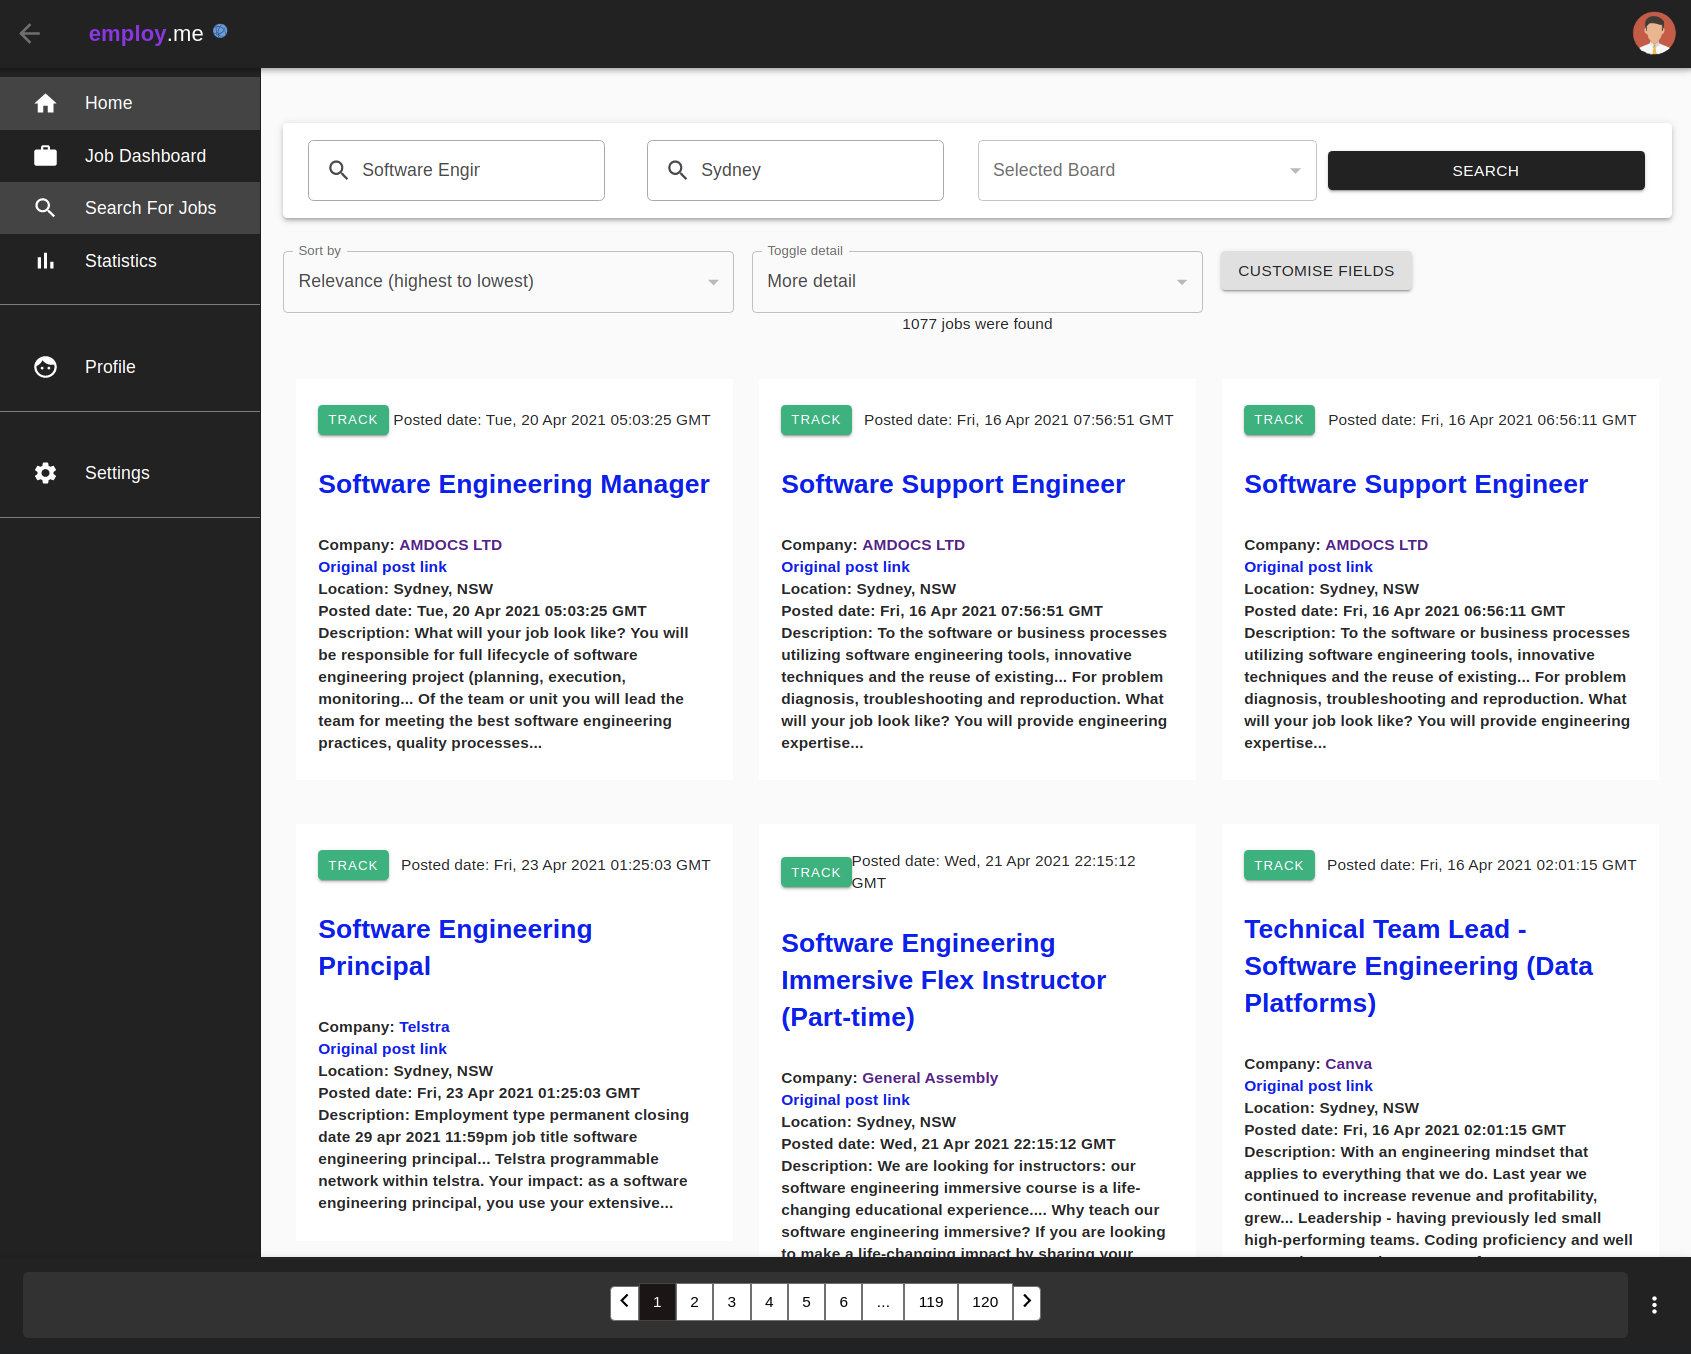 employ.me
Home
Job Dashboard
Search For Jobs
Statistics
Profile
Settings
Software Engir
Sydney
Selected Board
SEARCH
Sort by
Relevance (highest to lowest)
Toggle detail
More detail
CUSTOMISE FIELDS
1077 jobs were found
TRACK Posted date: Tue, 20 Apr 2021 05:03:25 GMT
Software Engineering Manager
Company: AMDOCS LTD
Original post link
Location: Sydney, NSW
Posted date: Tue, 20 Apr 2021 05:03:25 GMT
Description: What will your job look like? You will
be responsible for full lifecycle of software
engineering project (planning, execution,
monitoring... Of the team or unit you will lead the
team for meeting the best software engineering
practices, quality processes...
TRACK Posted date: Fri, 16 Apr 2021 07:56:51 GMT
Software Support Engineer
Company: AMDOCS LTD
Original post link
Location: Sydney, NSW
Posted date: Fri, 16 Apr 2021 07:56:51 GMT
Description: To the software or business processes
utilizing software engineering tools, innovative
techniques and the reuse of existing... For problem
diagnosis, troubleshooting and reproduction. What
will your job look like? You will provide engineering
expertise...
TRACK Posted date: Fri, 16 Apr 2021 06:56:11 GMT
Software Support Engineer
Company: AMDOCS LTD
Original post link
Location: Sydney, NSW
Posted date: Fri, 16 Apr 2021 06:56:11 GMT
Description: To the software or business processes
utilizing software engineering tools, innovative
techniques and the reuse of existing... For problem
diagnosis, troubleshooting and reproduction. What
will your job look like? You will provide engineering
expertise...
TRACK Posted date: Fri, 23 Apr 2021 01:25:03 GMT
Software Engineering
Principal
Company: Telstra
Original post link
Location: Sydney, NSW
Posted date: Fri, 23 Apr 2021 01:25:03 GMT
Description: Employment type permanent closing
date 29 apr 2021 11:59pm job title software
engineering principal... Telstra programmable
network within telstra. Your impact: as a software
engineering principal, you use your extensive...
TRACK Posted date: Wed, 21 Apr 2021 22:15:12
GMT
Software Engineering
Immersive Flex Instructor
(Part-time)
Company: General Assembly
Original post link
Location: Sydney, NSW
Posted date: Wed, 21 Apr 2021 22:15:12 GMT
Description: We are looking for instructors: our
software engineering immersive course is a life-
changing educational experience.... Why teach our
software engineering immersive? If you are looking
to make a life-changing impact by sharing your
TRACK Posted date: Fri, 16 Apr 2021 02:01:15 GMT
Technical Team Lead -
Software Engineering (Data
Platforms)
Company: Canva
Original post link
Location: Sydney, NSW
Posted date: Fri, 16 Apr 2021 02:01:15 GMT
Description: With an engineering mindset that
applies to everything that we do. Last year we
continued to increase revenue and profitability,
grew... Leadership - having previously led small
high-performing teams. Coding proficiency and well
1 2 3 4 5 6 ... 119 120